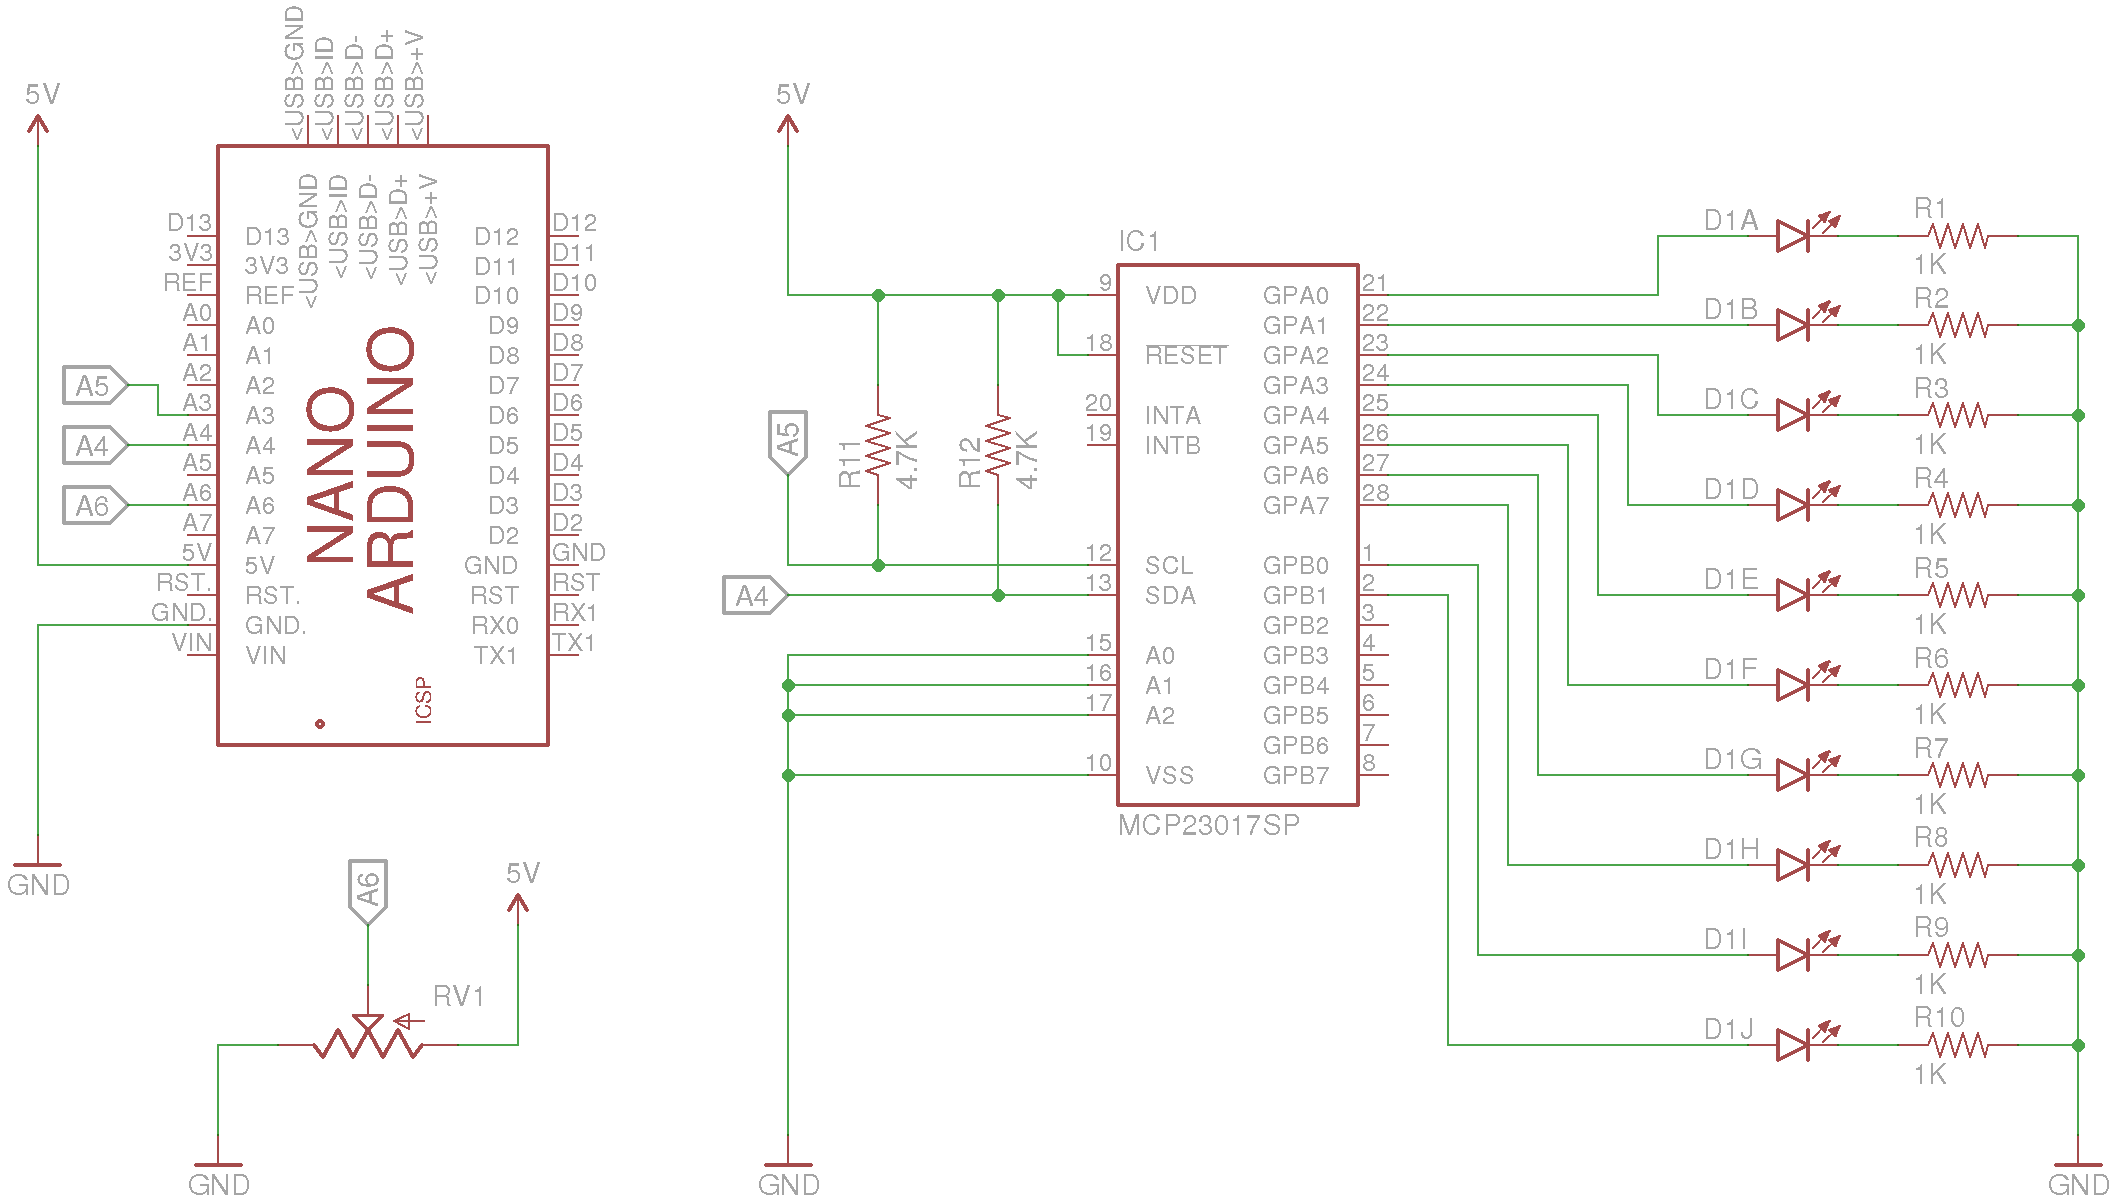 5V
<USB>GND
<USB>ID
<USB>D-
<USB>D+
<USB>+V
<USB>GND
<USB>ID
<USB>D-
<USB>D+
<USB>+V
D13 D13 D12 D12
3V3 3V3 D11 D11
REF REF D10 D10
A0 A0 D9 D9
A1 A1 D8 D8
A2 A2 D7 D7
A3 A3 D6 D6
A4 A4 D5 D5
A5 A5 D4 D4
A6 A6 D3 D3
A7 A7 D2 D2
5V 5V GND GND
RST. RST. RST RST
GND. GND. RX0 RX1
VIN VIN TX1 TX1
NANO
ARDUINO
ICSP
A5
A4
A6
GND
A6
5V
RV1
GND
5V
A5
R11
4.7K
R12
4.7K
A4
GND
IC1
9 VDD GPA0 21
GPA1 22
18 RESET GPA2 23
GPA3 24
20 INTA GPA4 25
19 INTB GPA5 26
GPA6 27
GPA7 28
12 SCL GPB0 1
13 SDA GPB1 2
GPB2 3
15 A0 GPB3 4
16 A1 GPB4 5
17 A2 GPB5 6
GPB6 7
10 VSS GPB7 8
MCP23017SP
D1A R1
1K
D1B R2
1K
D1C R3
1K
D1D R4
1K
D1E R5
1K
D1F R6
1K
D1G R7
1K
D1H R8
1K
D1I R9
1K
D1J R10
1K
GND